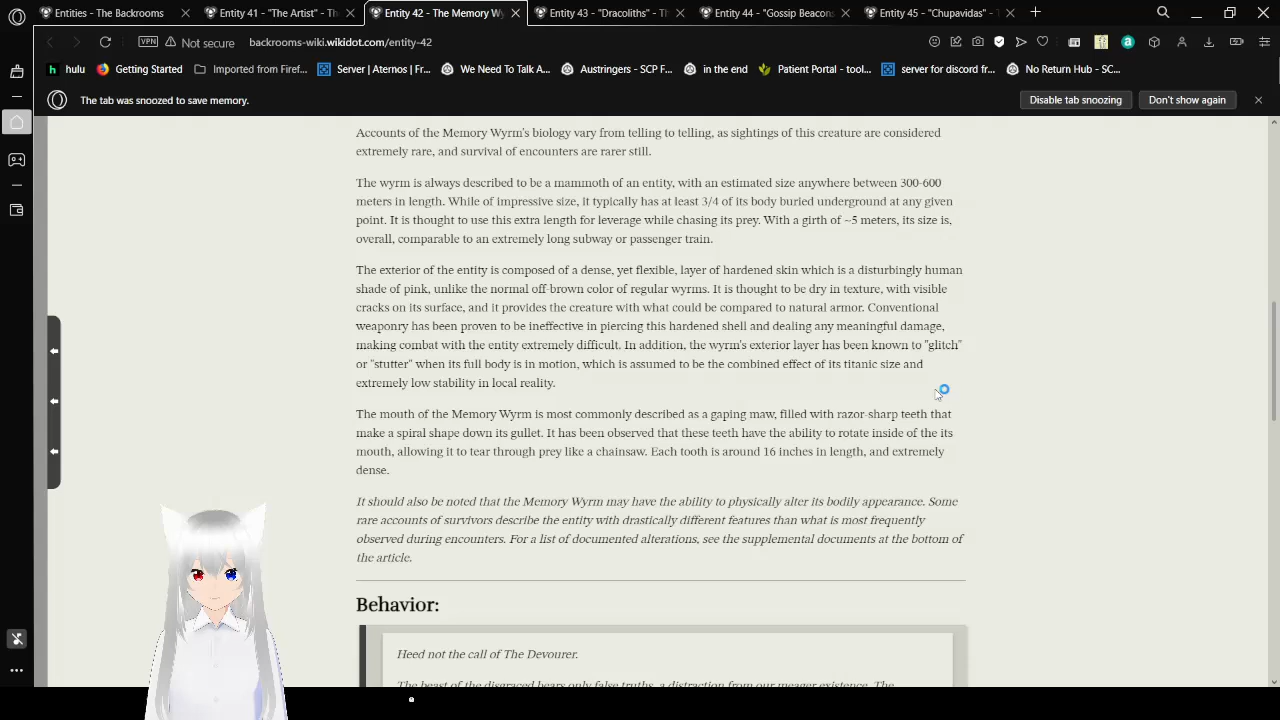 Entities - The Backrooms
Entity 41 - "The Artist" - Th
Entity 42 - The Memory Wy
Entity 43 - "Dracoliths" - Th
Entity 44 - "Gossip Beacons
Entity 45 - "Chupavidas" - T
VPN
Not secure
backrooms-wiki.wikidot.com/entity-42
hulu
Getting Started
Imported from Firef...
Server | Aternos | Fr...
We Need To Talk A...
Austringers - SCP F...
in the end
Patient Portal - tool...
server for discord fr...
No Return Hub - SC...
The tab was snoozed to save memory.
Disable tab snoozing
Don't show again
Accounts of the Memory Wyrm's biology vary from telling to telling, as sightings of this creature are considered
extremely rare, and survival of encounters are rarer still.
The wyrm is always described to be a mammoth of an entity, with an estimated size anywhere between 300-600
meters in length. While of impressive size, it typically has at least 3/4 of its body buried underground at any given
point. It is thought to use this extra length for leverage while chasing its prey. With a girth of ~5 meters, its size is,
overall, comparable to an extremely long subway or passenger train.
The exterior of the entity is composed of a dense, yet flexible, layer of hardened skin which is a disturbingly human
shade of pink, unlike the normal off-brown color of regular wyrms. It is thought to be dry in texture, with visible
cracks on its surface, and it provides the creature with what could be compared to natural armor. Conventional
weaponry has been proven to be ineffective in piercing this hardened shell and dealing any meaningful damage,
making combat with the entity extremely difficult. In addition, the wyrm's exterior layer has been known to "glitch"
or "stutter" when its full body is in motion, which is assumed to be the combined effect of its titanic size and
extremely low stability in local reality.
The mouth of the Memory Wyrm is most commonly described as a gaping maw, filled with razor-sharp teeth that
make a spiral shape down its gullet. It has been observed that these teeth have the ability to rotate inside of the its
mouth, allowing it to tear through prey like a chainsaw. Each tooth is around 16 inches in length, and extremely
dense.
It should also be noted that the Memory Wyrm may have the ability to physically alter its bodily appearance. Some
rare accounts of survivors describe the entity with drastically different features than what is most frequently
observed during encounters. For a list of documented alterations, see the supplemental documents at the bottom of
the article.
Behavior:
Heed not the call of The Devourer.
The beast of the disgraced bears only false truths, a distraction from our meager existence. The